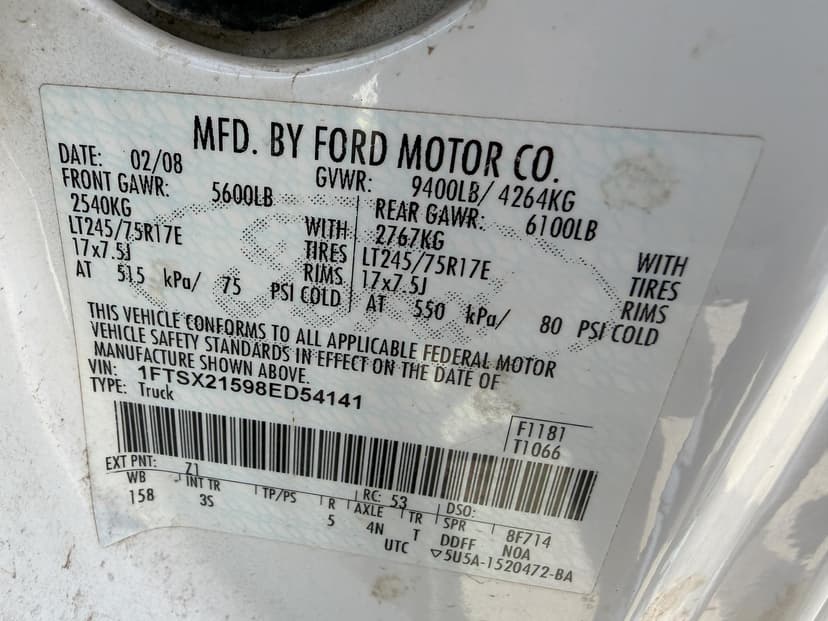 MFD. BY FORD MOTOR CO.
DATE: 02/08 GVWR: 9400LB/ 4264KG
FRONT GAWR: 5600LB REAR GAWR: 6100LB
2540KG WITH 2767KG WITH
LT245/75R17E TIRES LT245/75R17E TIRES
17x7.5J RIMS 17x7.5J RIMS
AT 515 kPa/ 75 PSI COLD AT 550 kPa/ 80 PSI COLD
THIS VEHICLE CONFORMS TO ALL APPLICABLE FEDERAL MOTOR
VEHICLE SAFETY STANDARDS IN EFFECT ON THE DATE OF
MANUFACTURE SHOWN ABOVE.
VIN: 1FTSX21598ED54141
TYPE: Truck
F1181
T1066
EXT PNT: Z1 RC: 53 DSO:
WB INT TR TP/PS R AXLE TR SPR 8F714
158 3S 5 4N T DDFF N0A
UTC ▽5U5A-1520472-BA